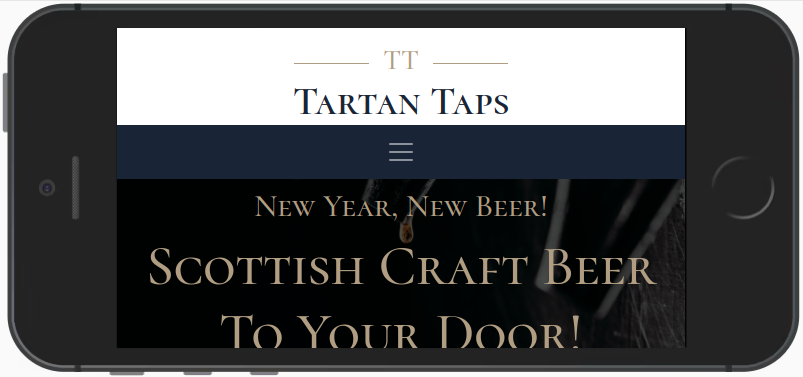 TT
Tartan Taps
New Year, New Beer!
Scottish Craft Beer
To Your Door!